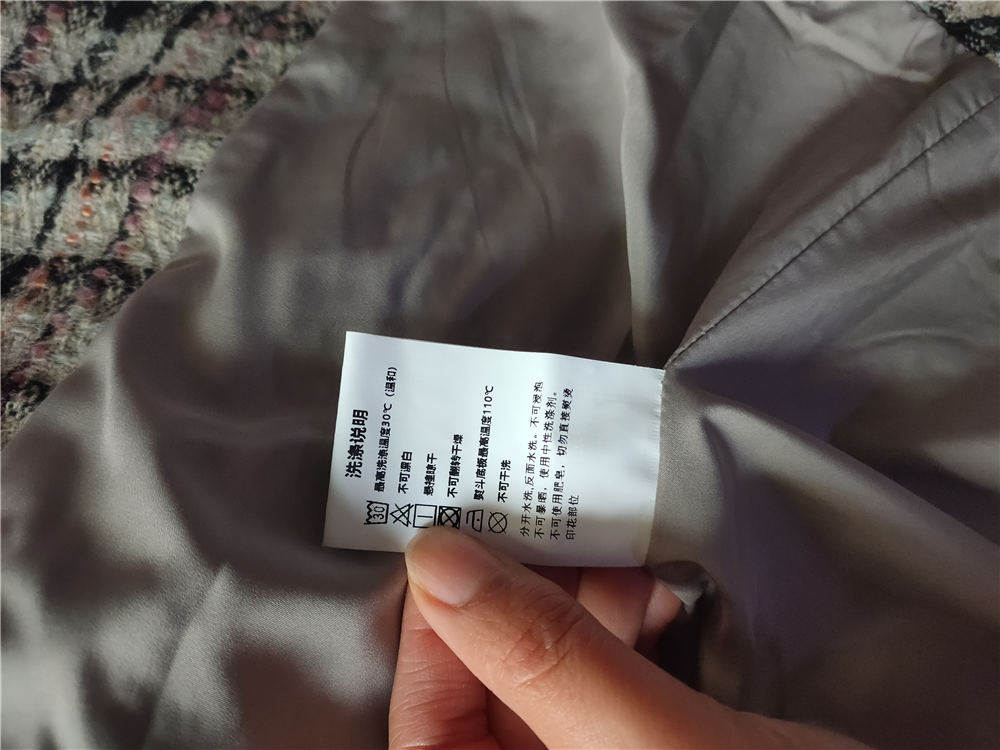 洗涤说明
30 最高洗涤温度30℃（温和）
不可漂白
悬挂晾干
不可翻转干燥
熨斗底板最高温度110℃
不可干洗
分开水洗,反面水洗。不可浸泡
不可暴晒，使用中性洗涤剂。
不可使用肥皂，切勿直接熨烫
印花部位